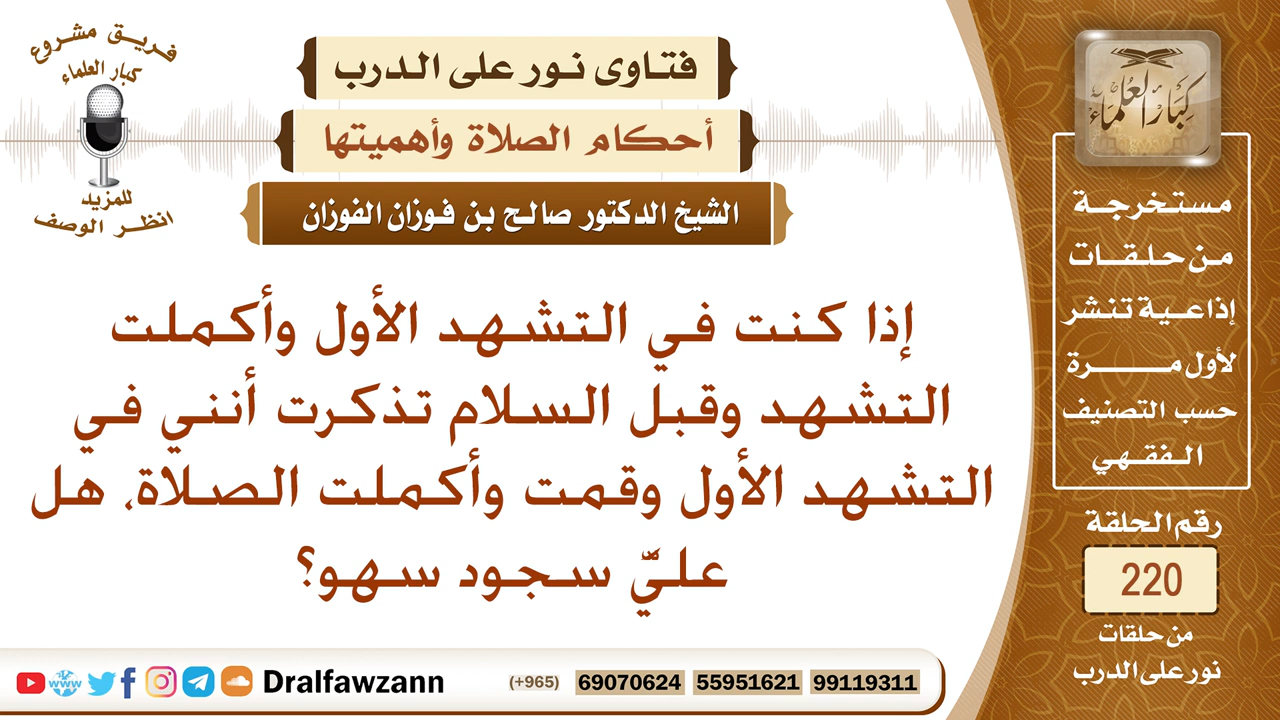 فريق مشروع
كبار العلماء
للمزيد
انظر الوصف
فتاوى نور على الدرب
أحكام الصلاة وأهميتها
الشيخ الدكتور صالح بن فوزان الفوزان
إذا كنت في التشهد الأول وأكملت
التشهد وقبل السلام تذكرت أنني في
التشهد الأول وقمت وأكملت الصلاة، هل
عليّ سجود سهو؟
كبار العلماء
مستخرجة
من حلقات
إذاعية تنشر
لأول مرة
حسب التصنيف
الفقهي
رقم الحلقة
220
من حلقات
نور على الدرب
www
Dralfawzann
(+965) 69070624 55951621 99119311